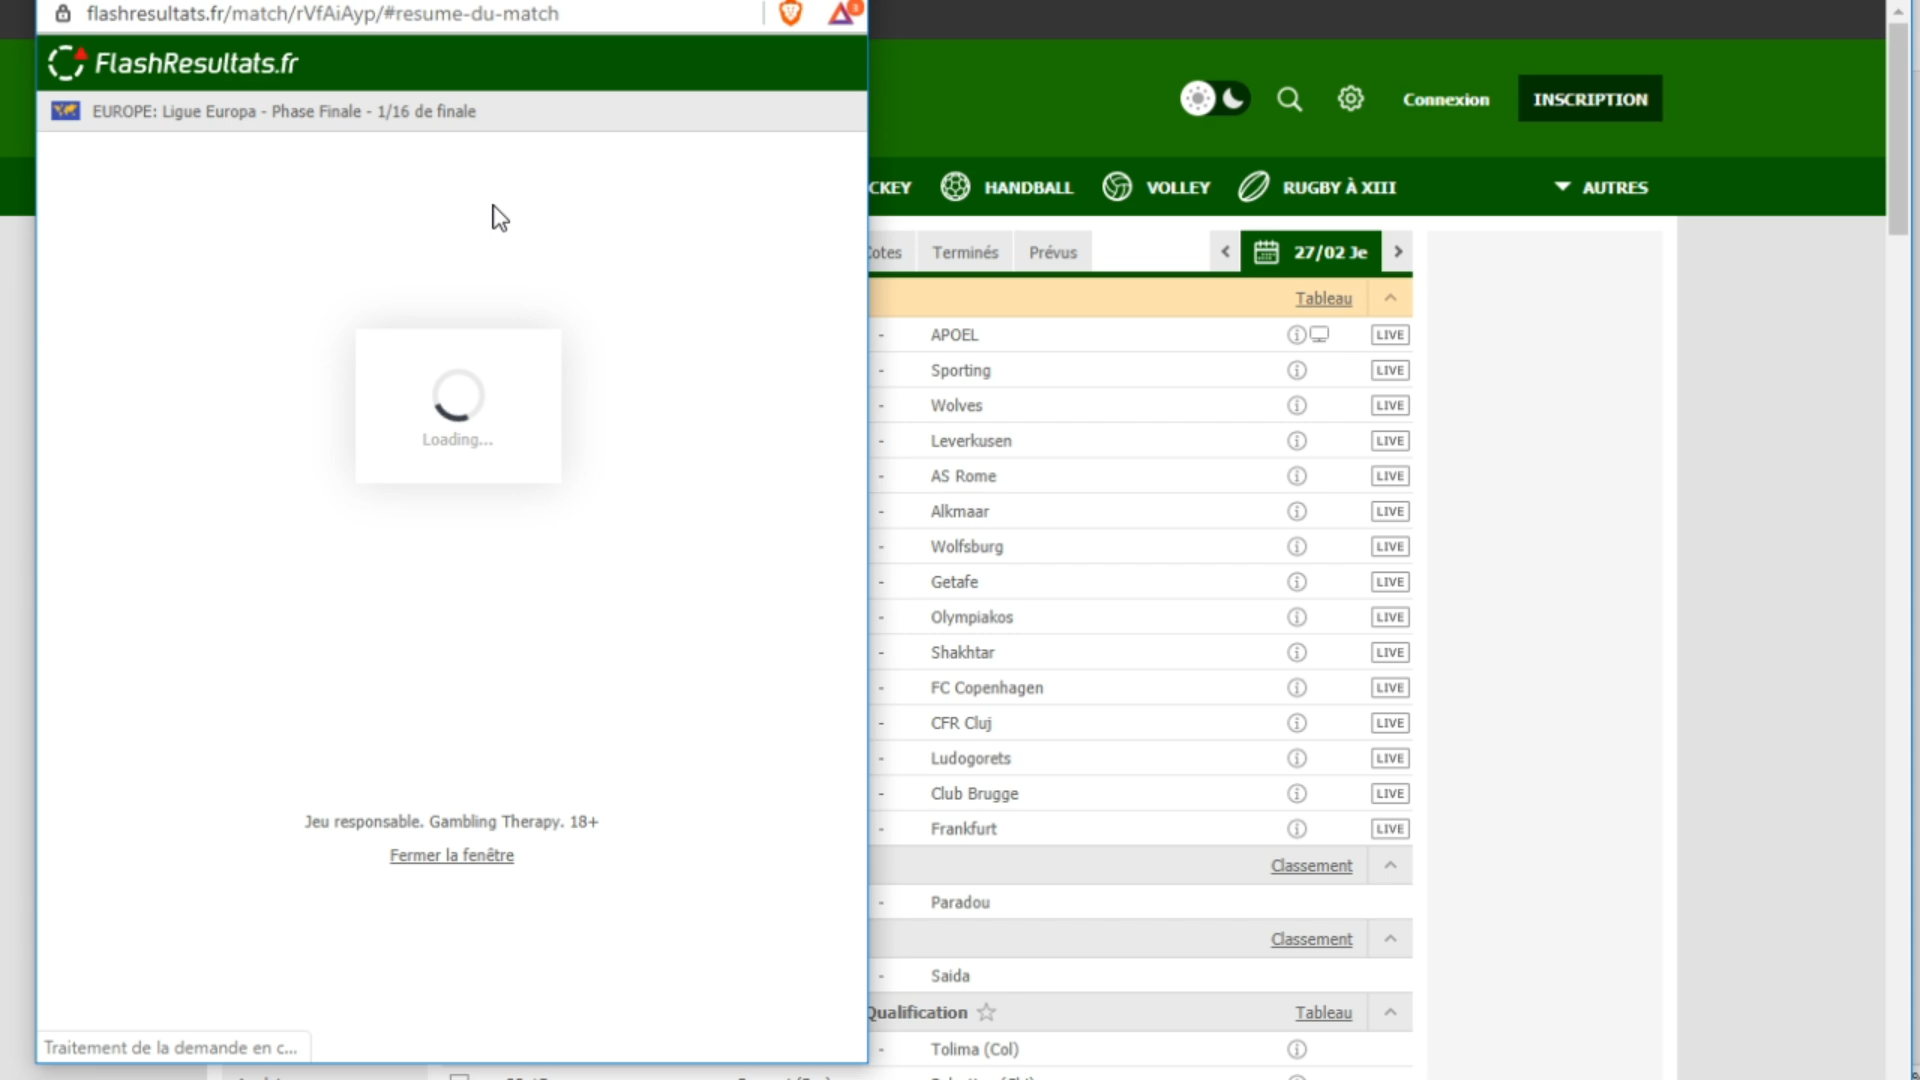 flashresultats.fr/match/rVfAiAyp/#resume-du-match
FlashResultats.fr
EUROPE: Ligue Europa - Phase Finale - 1/16 de finale
Loading...
Jeu responsable. Gambling Therapy. 18+
Fermer la fenêtre
Traitement de la demande en c...
Connexion
INSCRIPTION
CKEY
HANDBALL
VOLLEY
RUGBY À XIII
AUTRES
Cotes
Terminés
Prévus
27/02 Je
Tableau
- APOEL LIVE
- Sporting LIVE
- Wolves LIVE
- Leverkusen LIVE
- AS Rome LIVE
- Alkmaar LIVE
- Wolfsburg LIVE
- Getafe LIVE
- Olympiakos LIVE
- Shakhtar LIVE
- FC Copenhagen LIVE
- CFR Cluj LIVE
- Ludogorets LIVE
- Club Brugge LIVE
- Frankfurt LIVE
Classement
- Paradou
Classement
- Saida
Qualification Tableau
- Tolima (Col)